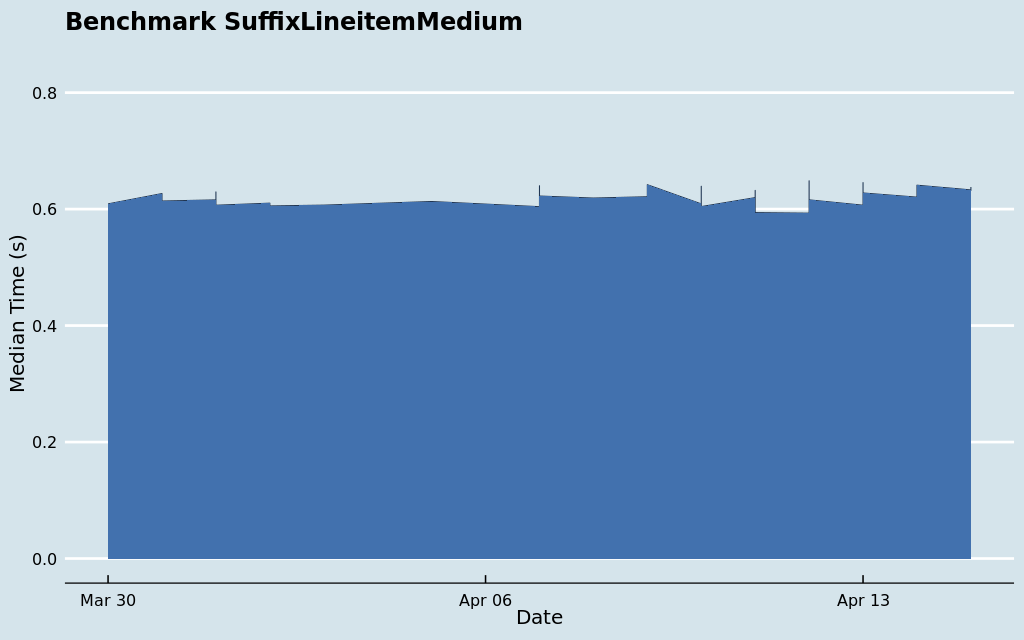 Benchmark SuffixLineitemMedium
Median Time (s)
0.8
0.6
0.4
0.2
0.0
Mar 30
Apr 06
Apr 13
Date